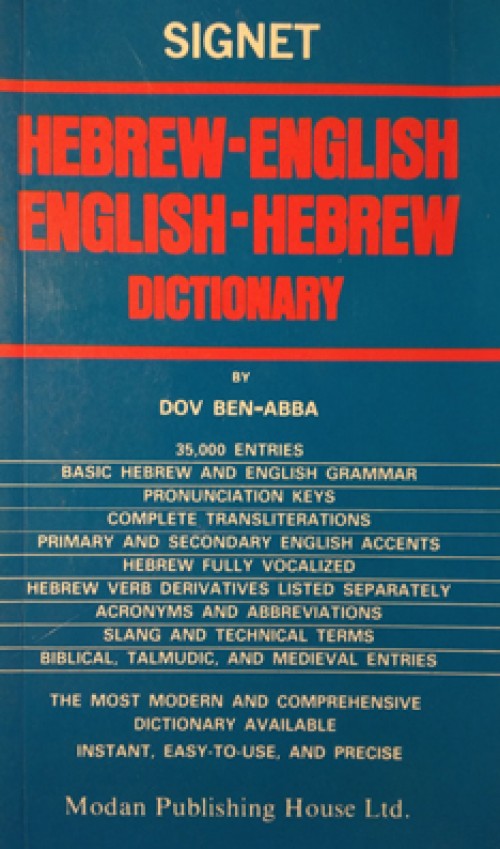 SIGNET
HEBREW-ENGLISH
ENGLISH-HEBREW
DICTIONARY
BY
DOV BEN-ABBA
35,000 ENTRIES
BASIC HEBREW AND ENGLISH GRAMMAR
PRONUNCIATION KEYS
COMPLETE TRANSLITERATIONS
PRIMARY AND SECONDARY ENGLISH ACCENTS
HEBREW FULLY VOCALIZED
HEBREW VERB DERIVATIVES LISTED SEPARATELY
ACRONYMS AND ABBREVIATIONS
SLANG AND TECHNICAL TERMS
BIBLICAL, TALMUDIC, AND MEDIEVAL ENTRIES
THE MOST MODERN AND COMPREHENSIVE
DICTIONARY AVAILABLE
INSTANT, EASY-TO-USE, AND PRECISE
Modan Publishing House Ltd.